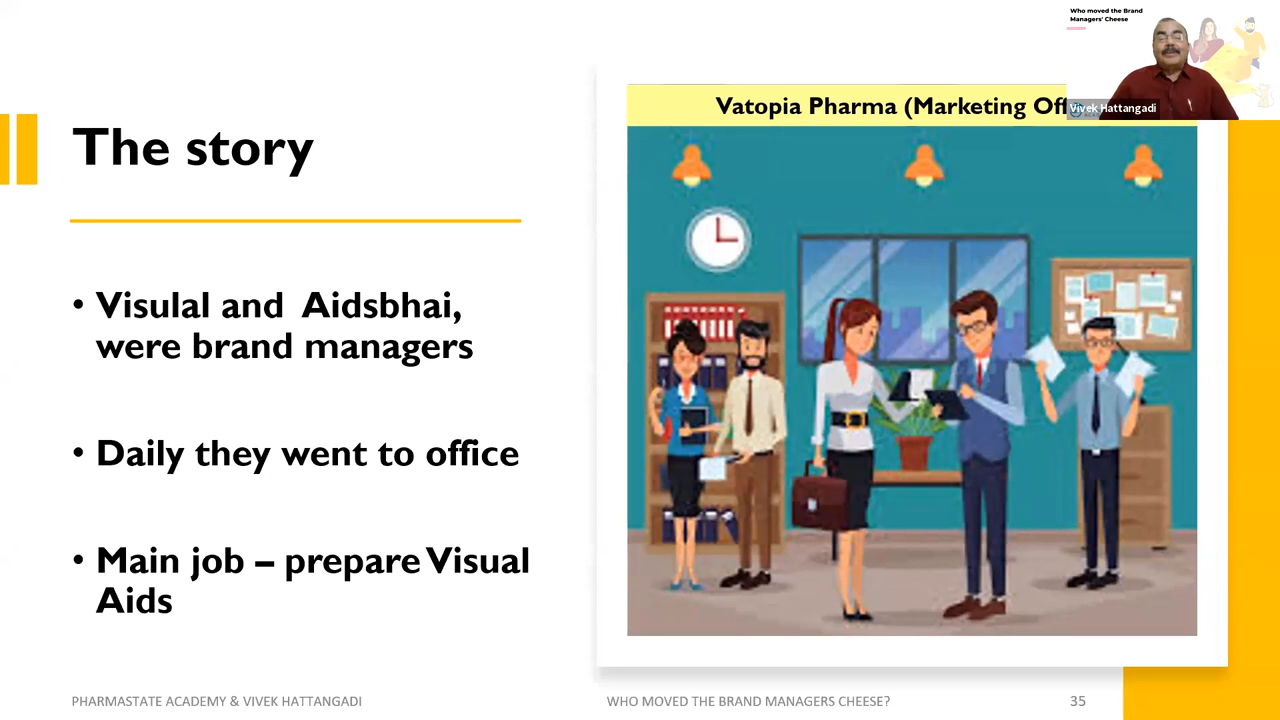 Who moved the Brand
Managers' Cheese
Vivek Hattangadi
Vatopia Pharma (Marketing
The story
• Visulal and Aidsbhai,
were brand managers
• Daily they went to office
• Main job – prepare Visual
Aids
PHARMASTATE ACADEMY & VIVEK HATTANGADI
WHO MOVED THE BRAND MANAGERS CHEESE?
35